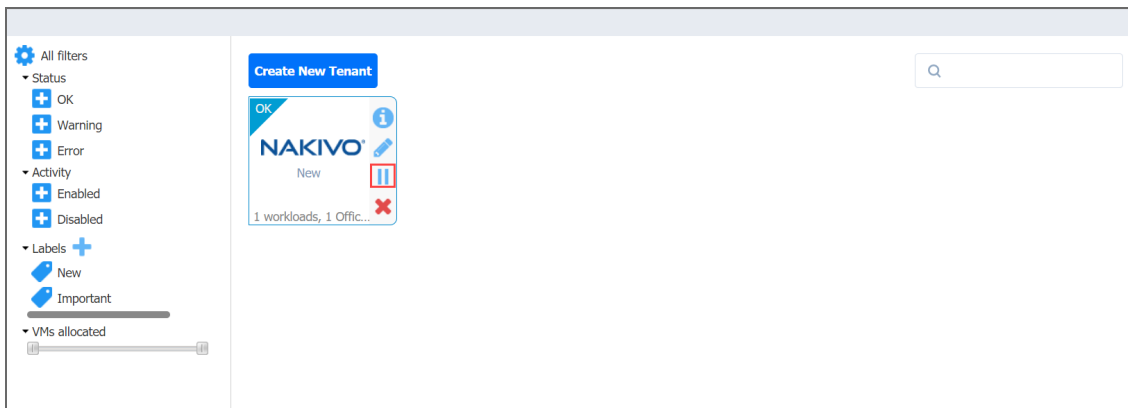 All filters
Status
OK
Warning
Error
Activity
Enabled
Disabled
Labels
New
Important
VMs allocated
Create New Tenant
OK
NAKIVO®
New
1 workloads, 1 Offic...